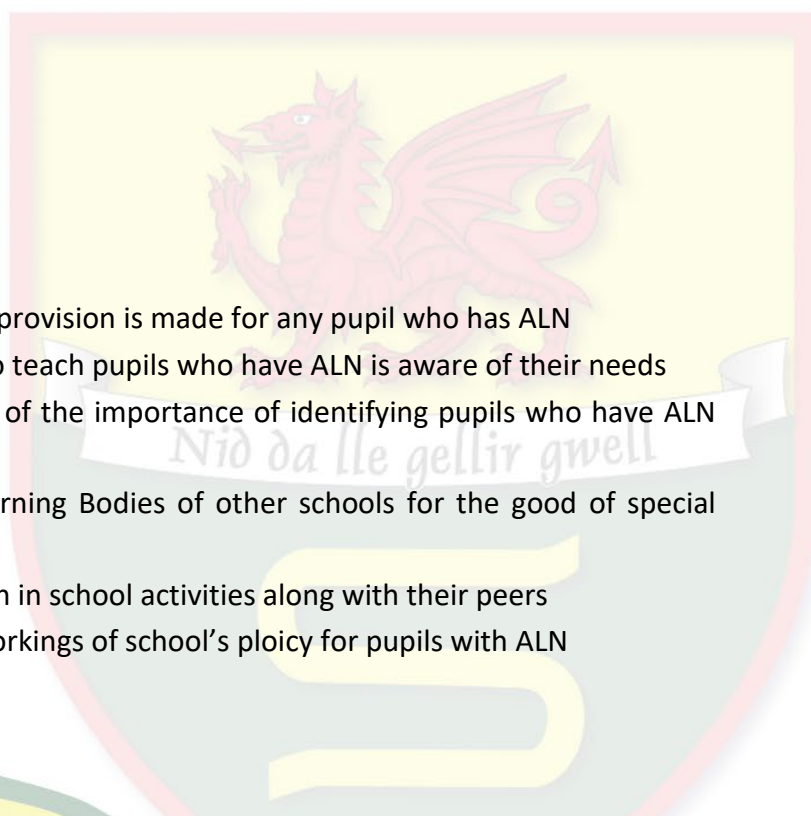 provision is made for any pupil who has ALN
teach pupils who have ALN is aware of their needs
of the importance of identifying pupils who have ALN
Nid da lle gellir gwell
rning Bodies of other schools for the good of special
in school activities along with their peers
orkings of school's ploicy for pupils with ALN